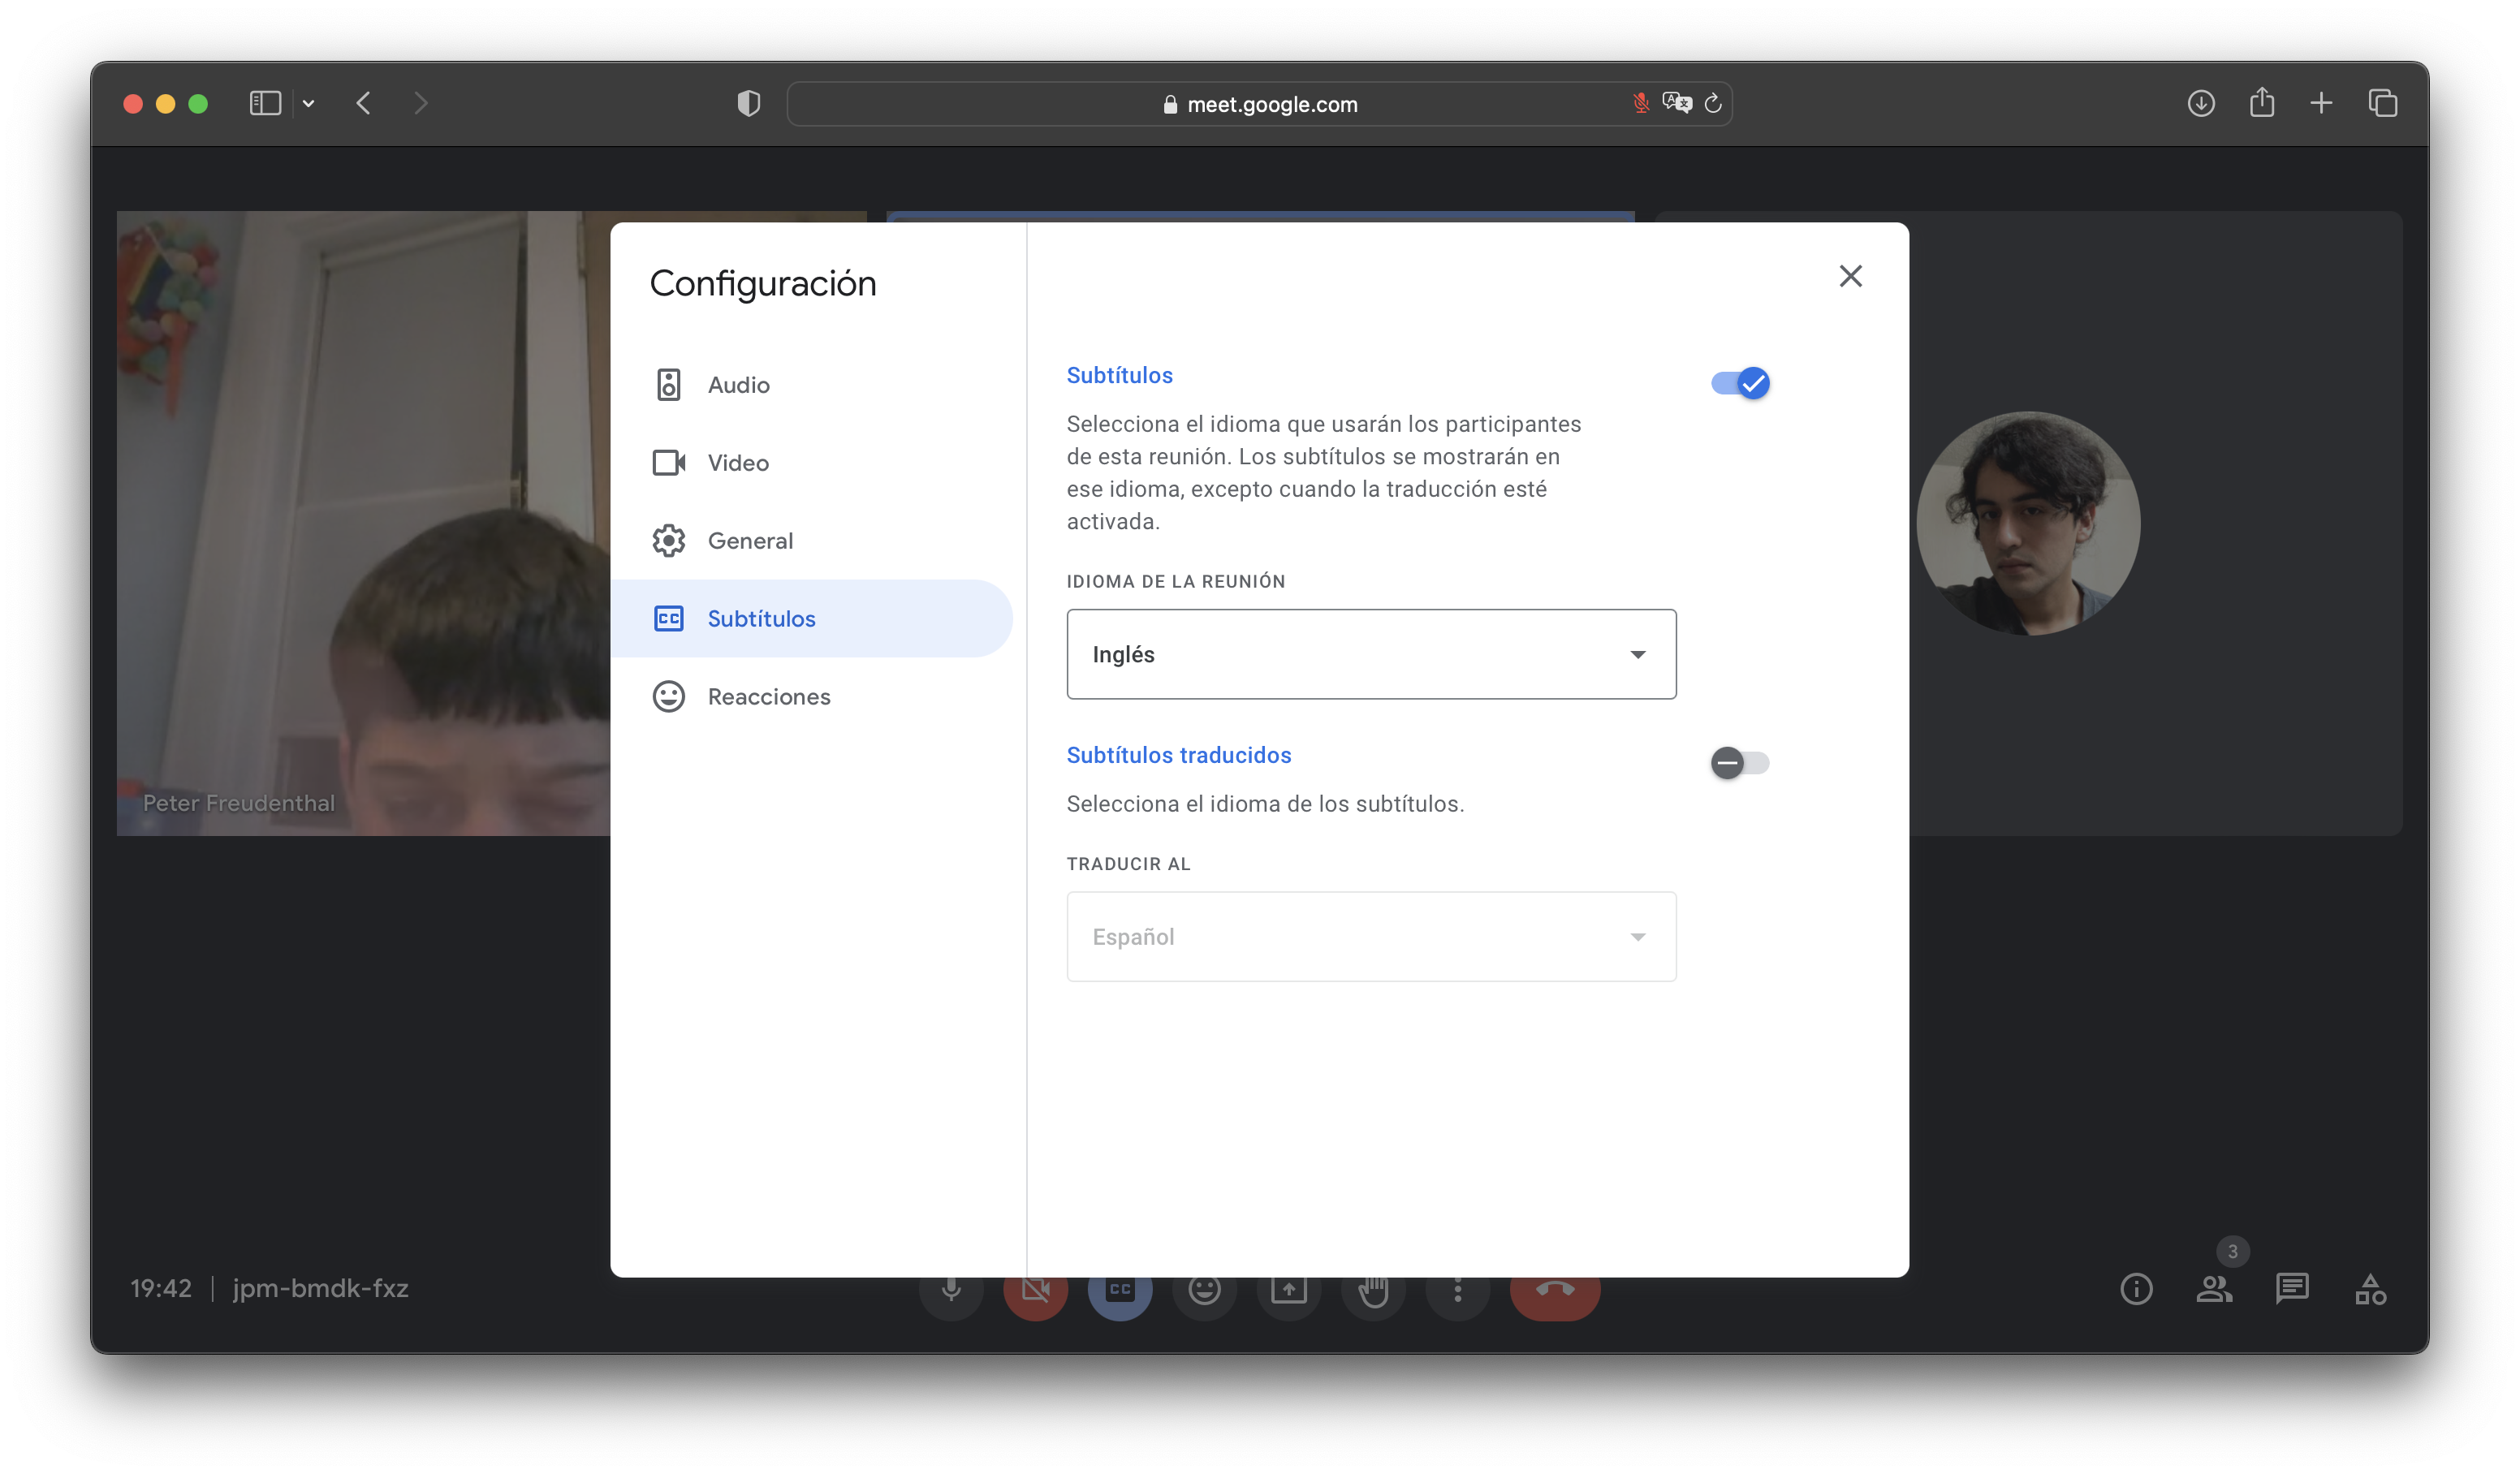 meet.google.com
Configuración
Audio
Video
General
Subtítulos
Reacciones
Subtítulos
Selecciona el idioma que usarán los participantes
de esta reunión. Los subtítulos se mostrarán en
ese idioma, excepto cuando la traducción esté
activada.
IDIOMA DE LA REUNIÓN
Inglés
Subtítulos traducidos
Selecciona el idioma de los subtítulos.
TRADUCIR AL
Español
Peter Freudenthal
19:42 | jpm-bmdk-fxz
CC
3